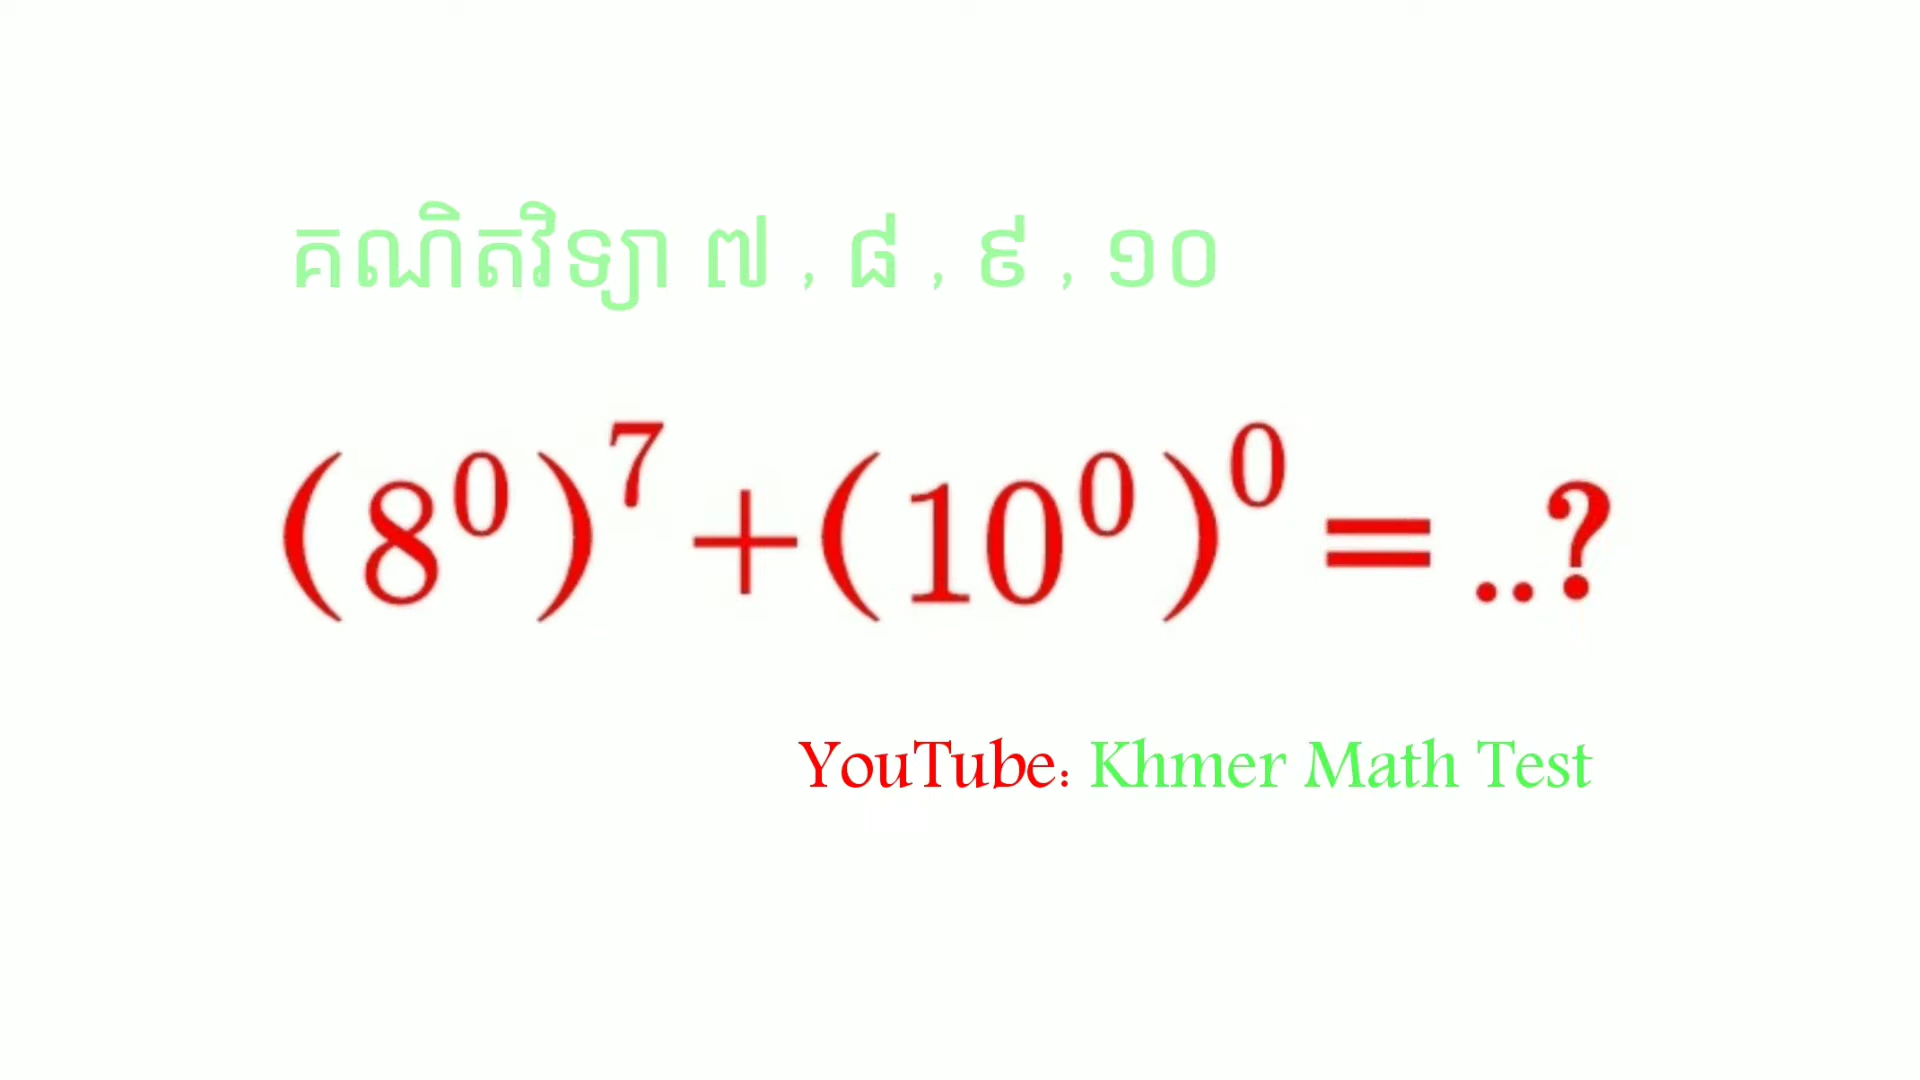 គណិតវិទ្យា ៧ , ៨ , ៩ , ១០
(8⁰)⁷+(10⁰)⁰=..?
YouTube: Khmer Math Test